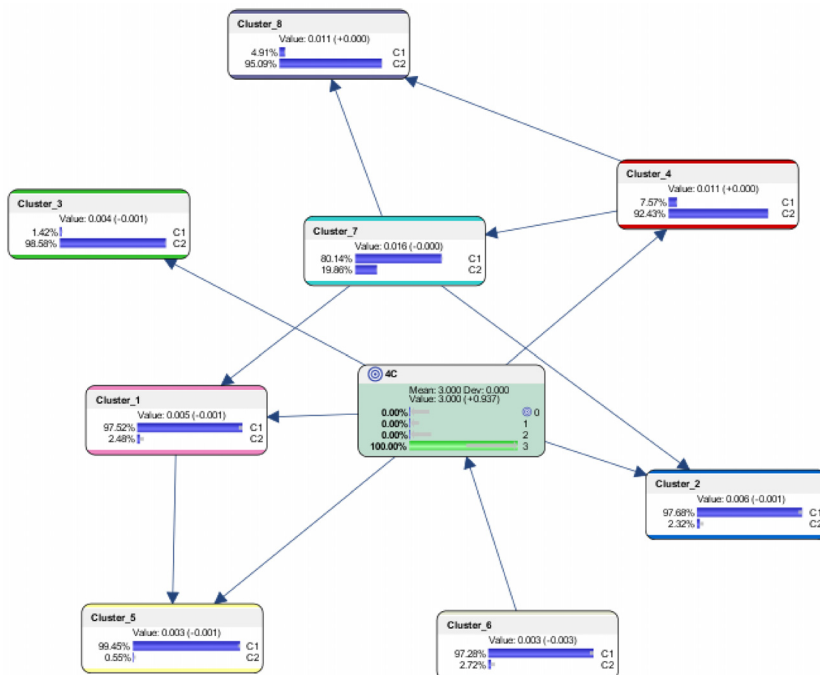 Cluster_8
Value: 0.011 (+0.000)
4.91% C1
95.09% C2
Cluster_4
Value: 0.011 (+0.000)
7.57% C1
92.43% C2
Cluster_3
Value: 0.004 (-0.001)
1.42% C1
98.58% C2
Cluster_7
Value: 0.016 (-0.000)
80.14% C1
19.86% C2
4C
Mean: 3.000 Dev: 0.000
Value: 3.000 (+0.937)
0.00% 0
0.00% 1
0.00% 2
100.00% 3
Cluster_1
Value: 0.005 (-0.001)
97.52% C1
2.48% C2
Cluster_2
Value: 0.006 (-0.001)
97.68% C1
2.32% C2
Cluster_5
Value: 0.003 (-0.001)
99.45% C1
0.55% C2
Cluster_6
Value: 0.003 (-0.003)
97.28% C1
2.72% C2